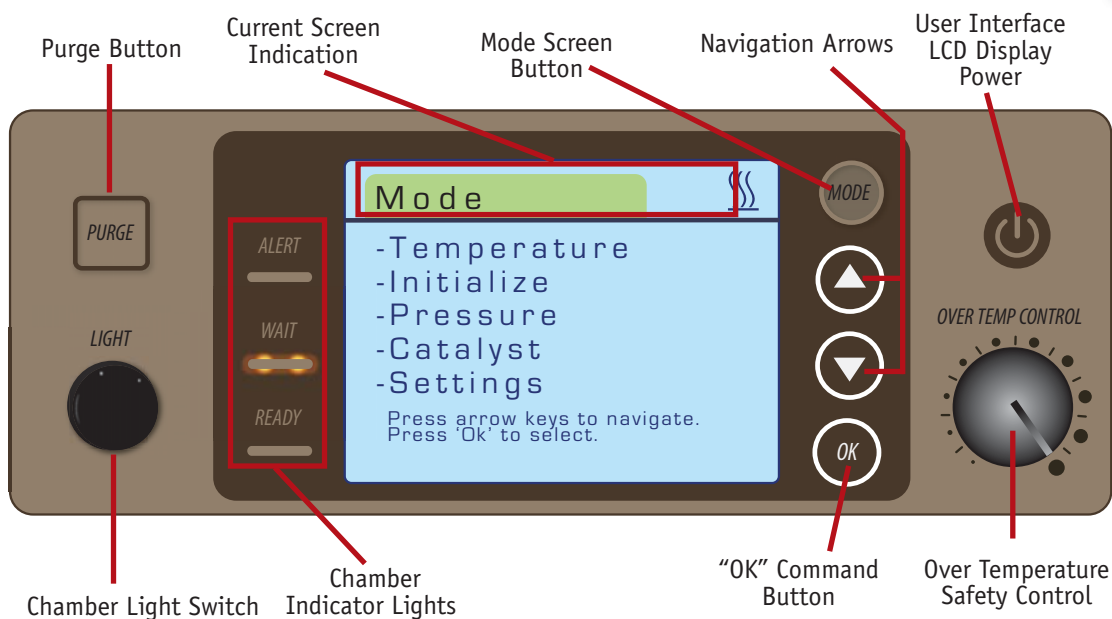 Purge Button
Current Screen
Indication
Mode Screen
Button
Navigation Arrows
User Interface
LCD Display
Power
PURGE
LIGHT
ALERT
WAIT
READY
Mode
-Temperature
-Initialize
-Pressure
-Catalyst
-Settings
Press arrow keys to navigate.
Press ‘Ok’ to select.
MODE
OK
OVER TEMP CONTROL
Chamber Light Switch
Chamber
Indicator Lights
“OK” Command
Button
Over Temperature
Safety Control